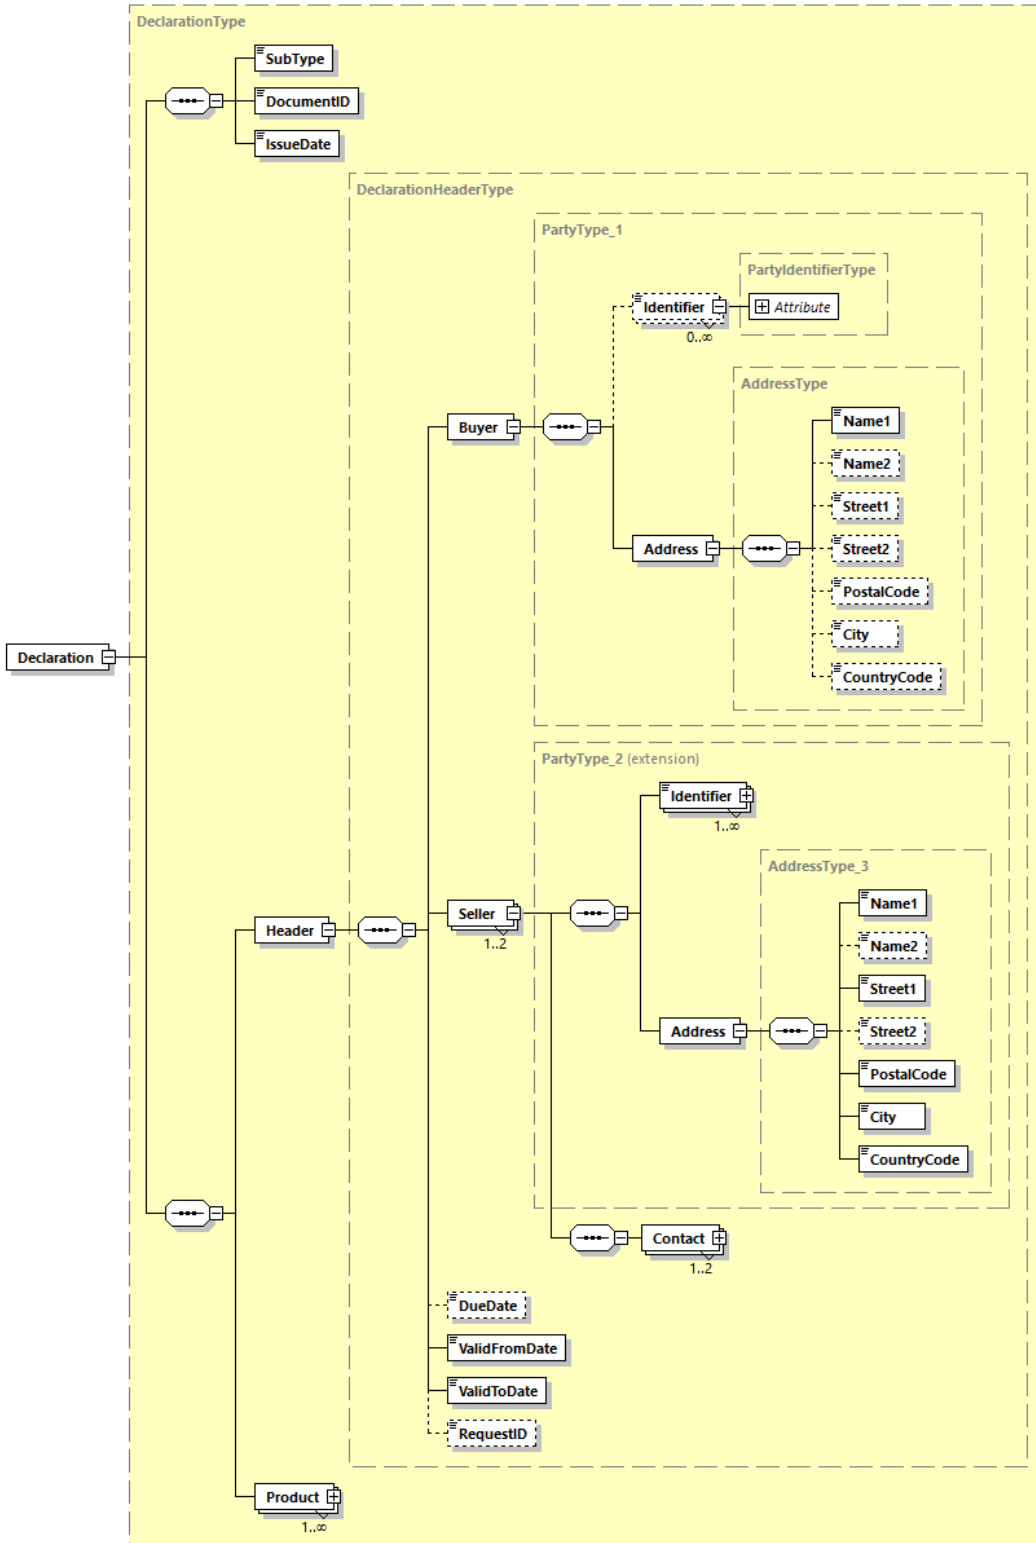 DeclarationType
SubType
DocumentID
IssueDate
DeclarationHeaderType
PartyType_1
PartyIdentifierType
Identifier
Attribute
0..∞
AddressType
Name1
Buyer
Name2
Street1
Address
Street2
PostalCode
City
Declaration
CountryCode
PartyType_2 (extension)
Identifier
1..∞
AddressType_3
Name1
Seller
1..2
Header
Name2
Street1
Address
Street2
PostalCode
City
CountryCode
Contact
1..2
DueDate
ValidFromDate
ValidToDate
RequestID
Product
1..∞